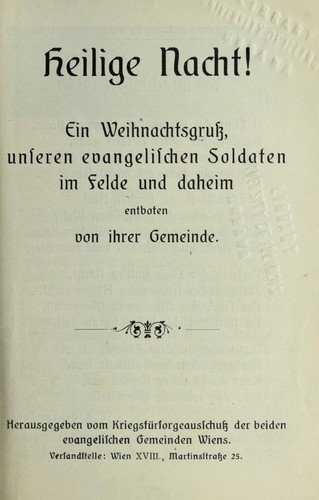 Heilige Nacht!
Ein Weihnachtsgruß,
unseren evangelischen Soldaten
im Felde und daheim
entboten
von ihrer Gemeinde.
Herausgegeben vom Kriegsfürsorgeausschuß der beiden
evangelischen Gemeinden Wiens.
Versandstelle: Wien XVIII., Martinstraße 25.